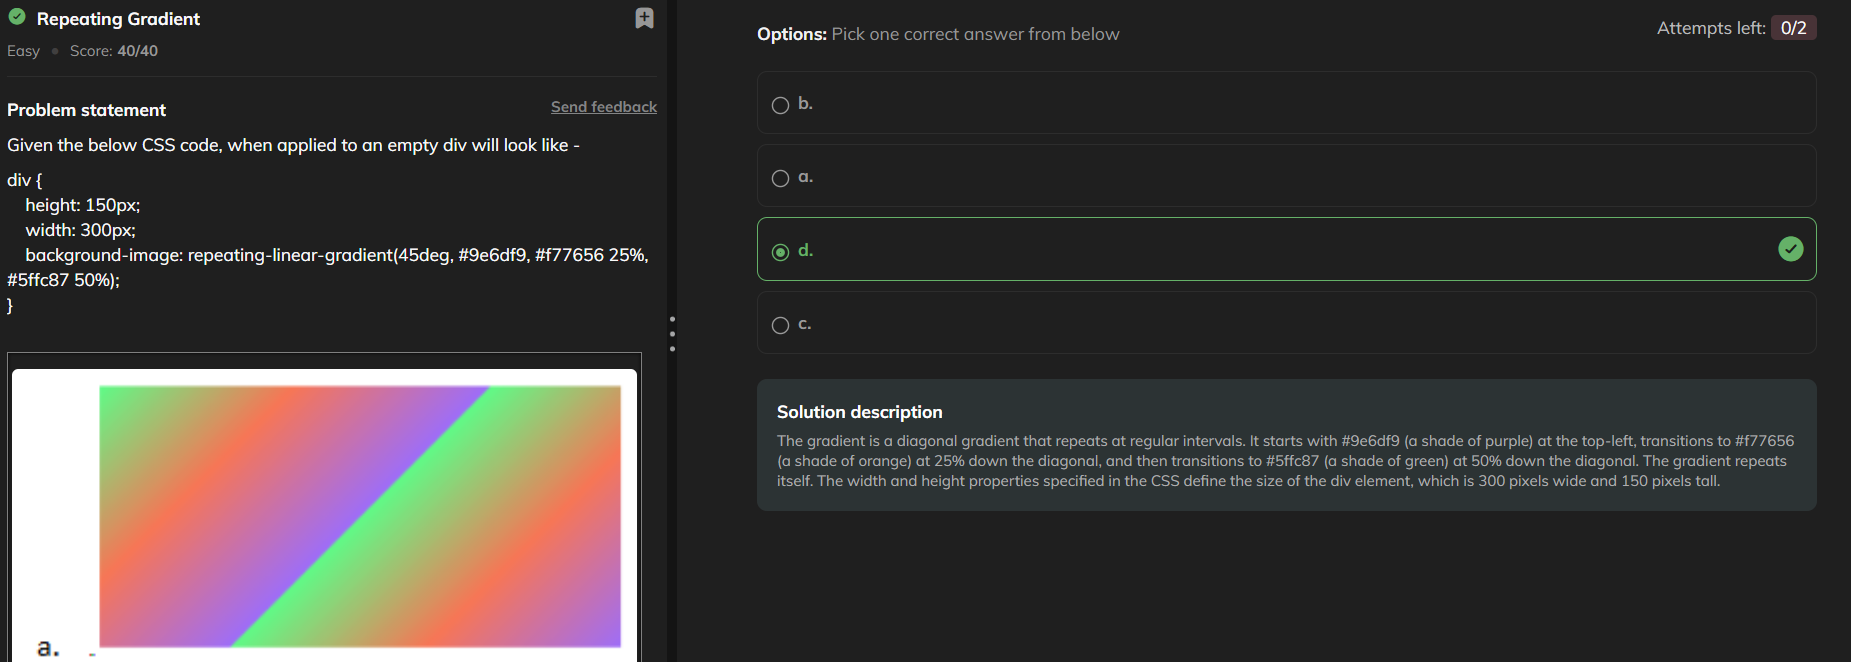 Repeating Gradient
Easy • Score: 40/40
Problem statement
Send feedback
Given the below CSS code, when applied to an empty div will look like -
div {
height: 150px;
width: 300px;
background-image: repeating-linear-gradient(45deg, #9e6df9, #f77656 25%,
#5ffc87 50%);
}
a.
Options: Pick one correct answer from below
Attempts left: 0/2
b.
a.
d.
c.
Solution description
The gradient is a diagonal gradient that repeats at regular intervals. It starts with #9e6df9 (a shade of purple) at the top-left, transitions to #f77656
(a shade of orange) at 25% down the diagonal, and then transitions to #5ffc87 (a shade of green) at 50% down the diagonal. The gradient repeats
itself. The width and height properties specified in the CSS define the size of the div element, which is 300 pixels wide and 150 pixels tall.